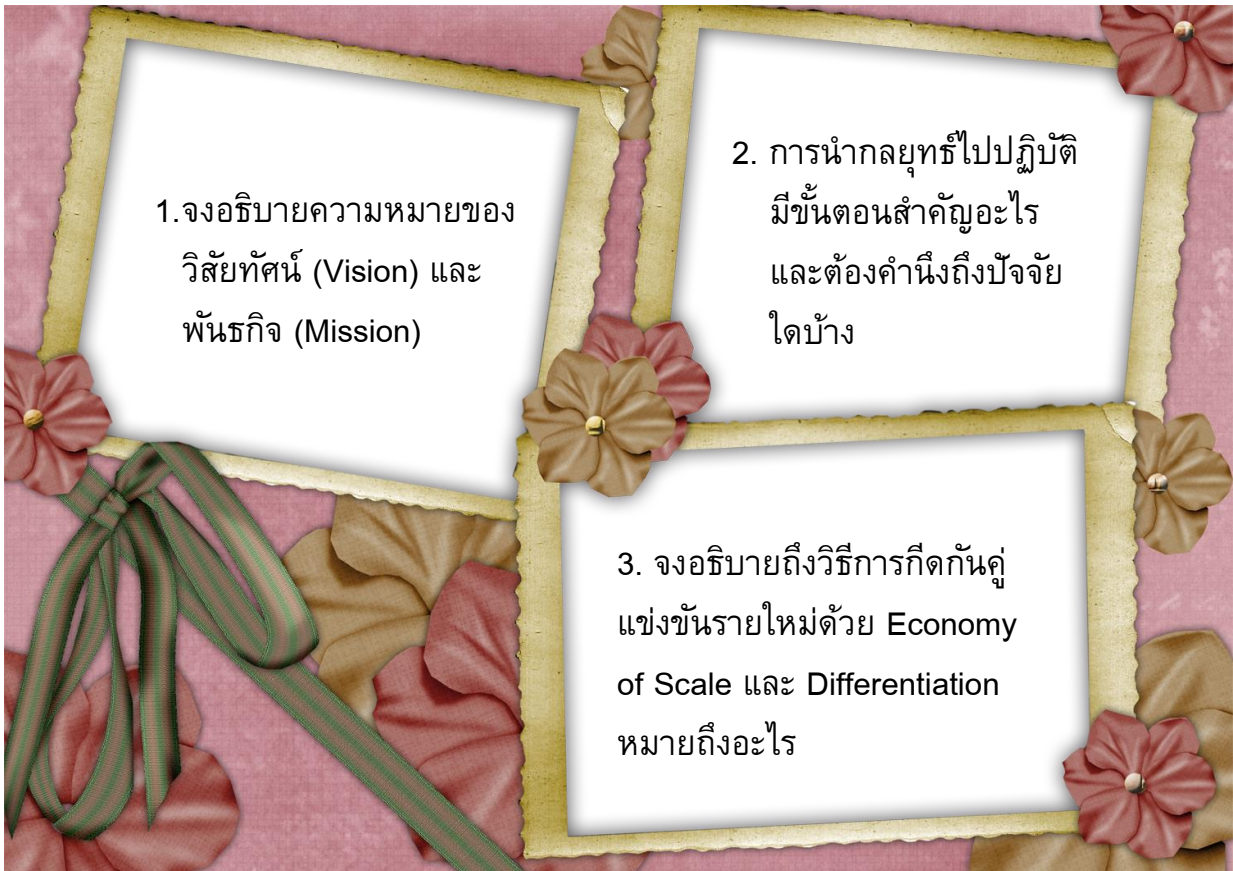 1.จงอธิบายความหมายของ
วิสัยทัศน์ (Vision) และ
พันธกิจ (Mission)
2. การนำกลยุทธ์ไปปฏิบัติ
มีขั้นตอนสำคัญอะไร
และต้องคำนึงถึงปัจจัย
ใดบ้าง
3. จงอธิบายถึงวิธีการกีดกันคู่
แข่งขันรายใหม่ด้วย Economy
of Scale และ Differentiation
หมายถึงอะไร